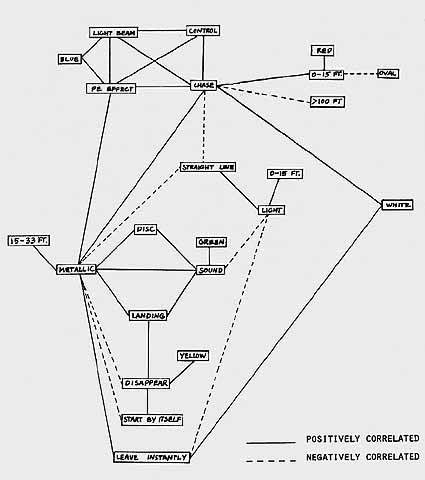 LIGHT BEAM
CONTROL
BLUE
RED
0-15 FT.
OVAL
P.E. EFFECT
CHASE
>100 FT
STRAIGHT LINE
0-15 FT.
LIGHT
WHITE
DISC
GREEN
15-33 FT.
METALLIC
SOUND
LANDING
YELLOW
DISAPPEAR
START BY ITSELF
LEAVE INSTANTLY
POSITIVELY CORRELATED
NEGATIVELY CORRELATED